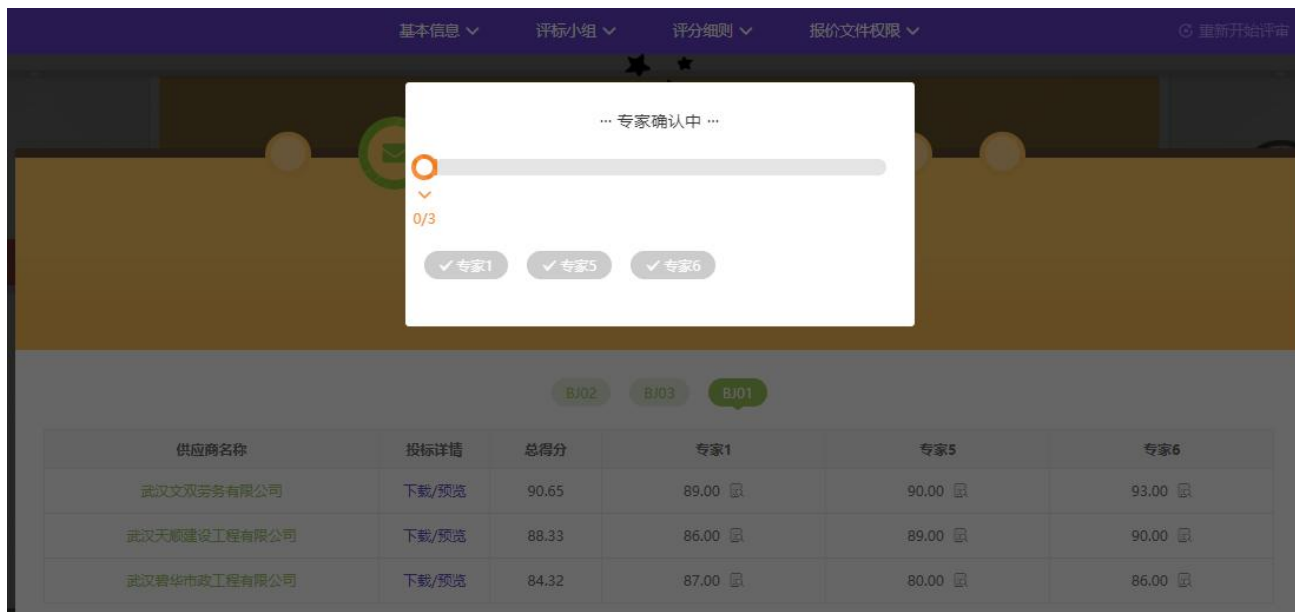 基本信息 评标小组 评分细则 报价文件权限 重新开始评审
··· 专家确认中 ···
0/3
专家1 专家5 专家6
BJ02 BJ03 BJ01
供应商名称 投标详情 总得分 专家1 专家5 专家6
武汉文双劳务有限公司 下载/预览 90.65 89.00 90.00 93.00
武汉天顺建设工程有限公司 下载/预览 88.33 86.00 89.00 90.00
武汉碧华市政工程有限公司 下载/预览 84.32 87.00 80.00 86.00